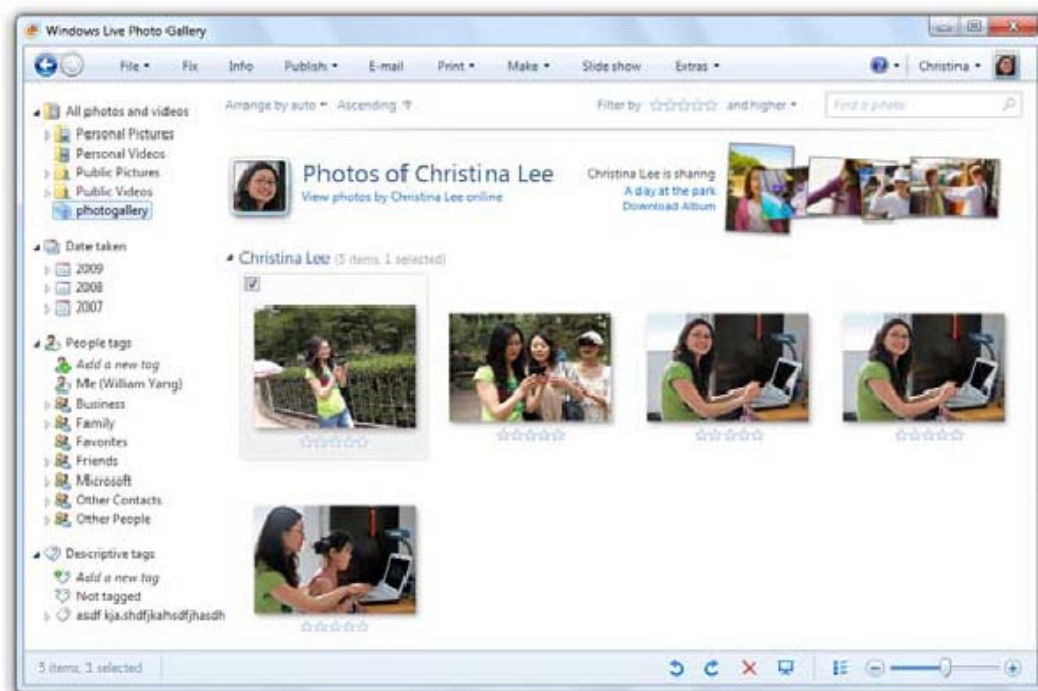 Windows Live Photo Gallery
File
Fix
Info
Publish
E-mail
Print
Make
Slide show
Extras
Christina
All photos and videos
Personal Pictures
Personal Videos
Public Pictures
Public Videos
photogallery
Date taken
2009
2008
2007
People tags
Add a new tag
Me (William Yang)
Business
Family
Favorites
Friends
Microsoft
Other Contacts
Other People
Descriptive tags
Add a new tag
Not tagged
asdf kja.shdfjkahsdfjhasdh
Arrange by auto Ascending
Filter by and higher
Find a photo
Photos of Christina Lee
View photos by Christina Lee online
Christina Lee is sharing
A day at the park
Download Album
Christina Lee (5 items, 1 selected)
5 items, 1 selected